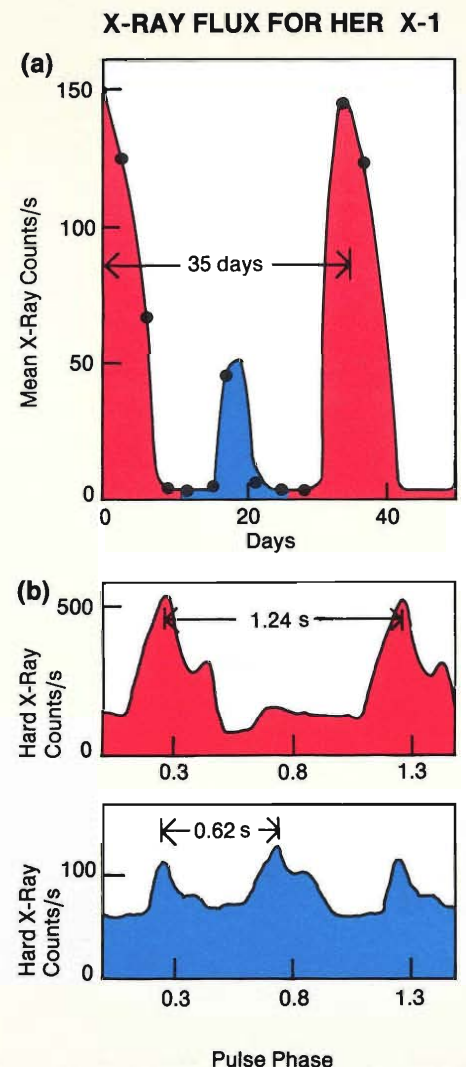 X-RAY FLUX FOR HER X-1
(a)
Mean X-Ray Counts/s
150
100
50
0
35 days
0 20 40
Days
(b)
Hard X-Ray
Counts/s
500
0
1.24 s
0.3 0.8 1.3
Hard X-Ray
Counts/s
100
0
0.62 s
0.3 0.8 1.3
Pulse Phase